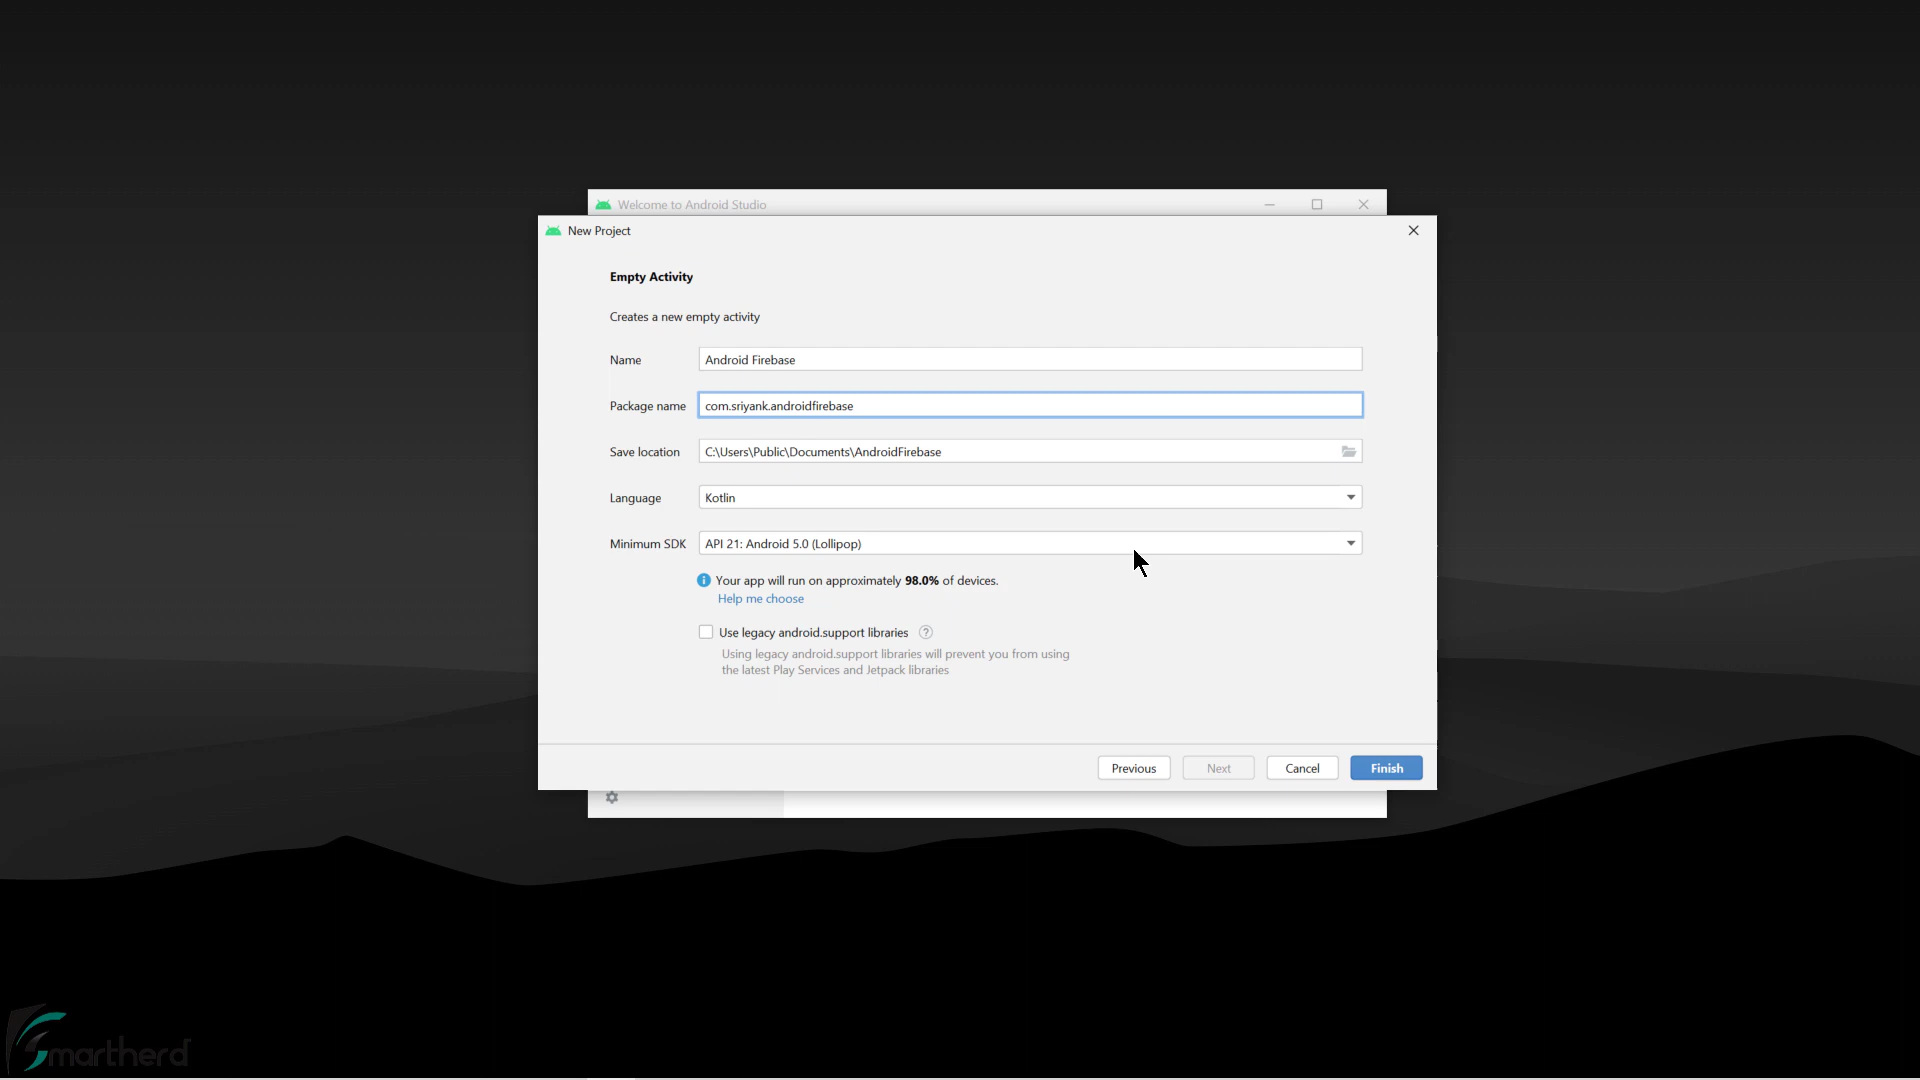 Welcome to Android Studio
New Project
Empty Activity
Creates a new empty activity
Name
Android Firebase
Package name
com.sriyank.androidfirebase
Save location
C:\Users\Public\Documents\AndroidFirebase
Language
Kotlin
Minimum SDK
API 21: Android 5.0 (Lollipop)
Your app will run on approximately 98.0% of devices.
Help me choose
Use legacy android.support libraries
Using legacy android.support libraries will prevent you from using
the latest Play Services and Jetpack libraries
Previous
Next
Cancel
Finish
Smartherd